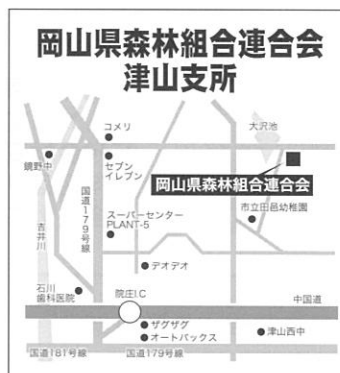 岡山県森林組合連合会
津山支所
コメリ
大沢池
鏡野中
セブン
イレブン
岡山県森林組合連合会
国道179号線
市立田邑幼稚園
吉井川
スーパーセンター
PLANT-5
デオデオ
石川
歯科医院
院庄I.C
中国道
ザグザグ
オートバックス
津山西中
国道181号線
国道179号線